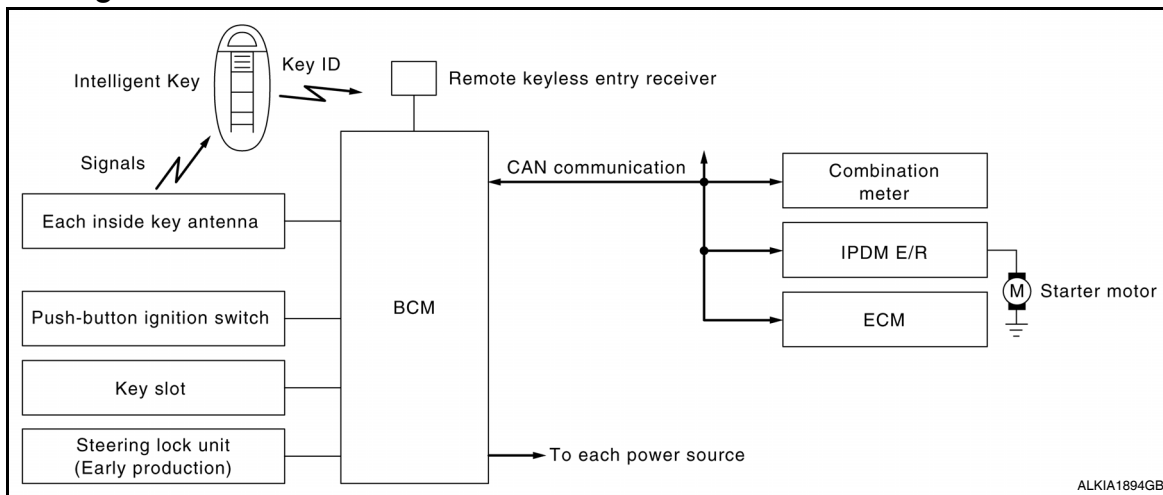 Intelligent Key
Key ID
Remote keyless entry receiver
Signals
Each inside key antenna
Push-button ignition switch
Key slot
Steering lock unit
(Early production)
BCM
CAN communication
Combination
meter
IPDM E/R
M
Starter motor
ECM
To each power source
ALKIA1894GB